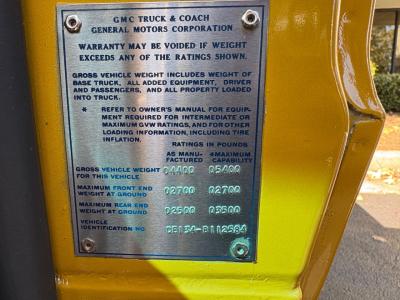 GMC TRUCK & COACH
GENERAL MOTORS CORPORATION
WARRANTY MAY BE VOIDED IF WEIGHT
EXCEEDS ANY OF THE RATINGS SHOWN.
GROSS VEHICLE WEIGHT INCLUDES WEIGHT OF
BASE TRUCK, ALL ADDED EQUIPMENT, DRIVER
AND PASSENGERS, AND ALL PROPERTY LOADED
INTO TRUCK.
* REFER TO OWNER'S MANUAL FOR EQUIP-
MENT REQUIRED FOR INTERMEDIATE OR
MAXIMUM GVW RATINGS, AND FOR OTHER
LOADING INFORMATION, INCLUDING TIRE
INFLATION.
RATINGS IN POUNDS
AS MANU- *MAXIMUM
FACTURED CAPABILITY
GROSS VEHICLE WEIGHT 04400 05400
FOR THIS VEHICLE
MAXIMUM FRONT END 02700 02700
WEIGHT AT GROUND
MAXIMUM REAR END 02500 03500
WEIGHT AT GROUND
VEHICLE
IDENTIFICATION NO CE134-B112584